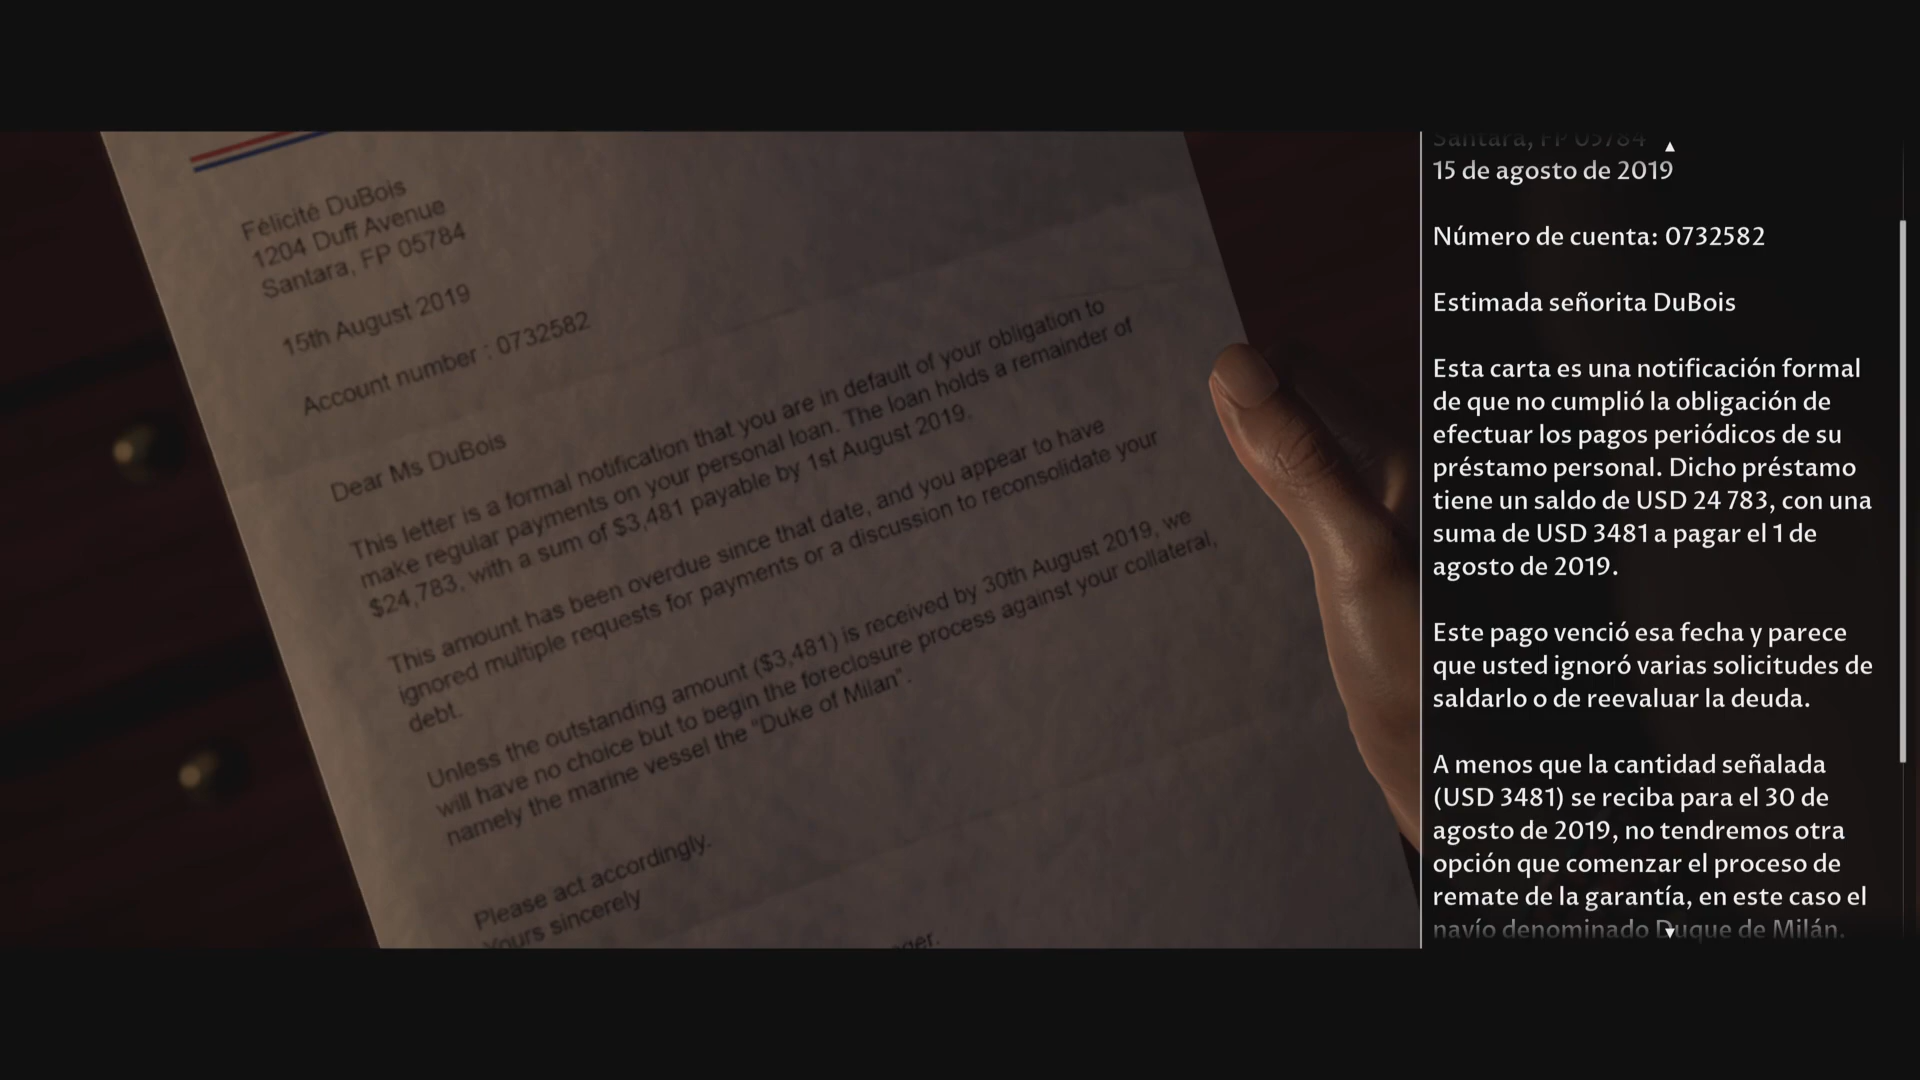 Félicité DuBois
1204 Duff Avenue
Santara, FP 05784
15th August 2019
Account number : 0732582
Dear Ms DuBois
This letter is a formal notification that you are in default of your obligation to
make regular payments on your personal loan. The loan holds a remainder of
$24,783, with a sum of $3,481 payable by 1st August 2019.
This amount has been overdue since that date, and you appear to have
ignored multiple requests for payments or a discussion to reconsolidate your
debt.
Unless the outstanding amount ($3,481) is received by 30th August 2019, we
will have no choice but to begin the foreclosure process against your collateral,
namely the marine vessel the "Duke of Milan".
Please act accordingly.
Yours sincerely
Santara, FP 05784
15 de agosto de 2019
Número de cuenta: 0732582
Estimada señorita DuBois
Esta carta es una notificación formal
de que no cumplió la obligación de
efectuar los pagos periódicos de su
préstamo personal. Dicho préstamo
tiene un saldo de USD 24 783, con una
suma de USD 3481 a pagar el 1 de
agosto de 2019.
Este pago venció esa fecha y parece
que usted ignoró varias solicitudes de
saldarlo o de reevaluar la deuda.
A menos que la cantidad señalada
(USD 3481) se reciba para el 30 de
agosto de 2019, no tendremos otra
opción que comenzar el proceso de
remate de la garantía, en este caso el
navío denominado Duque de Milán.